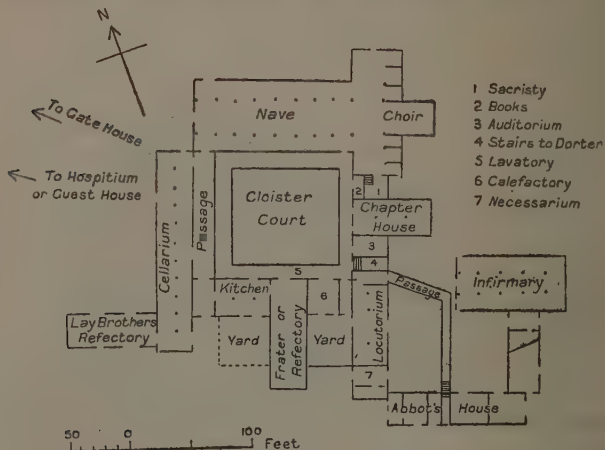 N
To Gate House
To Hospitium
or Guest House
Nave
Choir
1 Sacristy
2 Books
3 Auditorium
4 Stairs to Dorter
5 Lavatory
6 Calefactory
7 Necessarium
Cellarium
Passage
Cloister
Court
2
1
Chapter
House
3
4
5
Kitchen
6
Passage
Infirmary
Locutorium
Lay Brothers
Refectory
Yard
Frater or
Refectory
Yard
7
Abbot's House
50 0 100
Feet